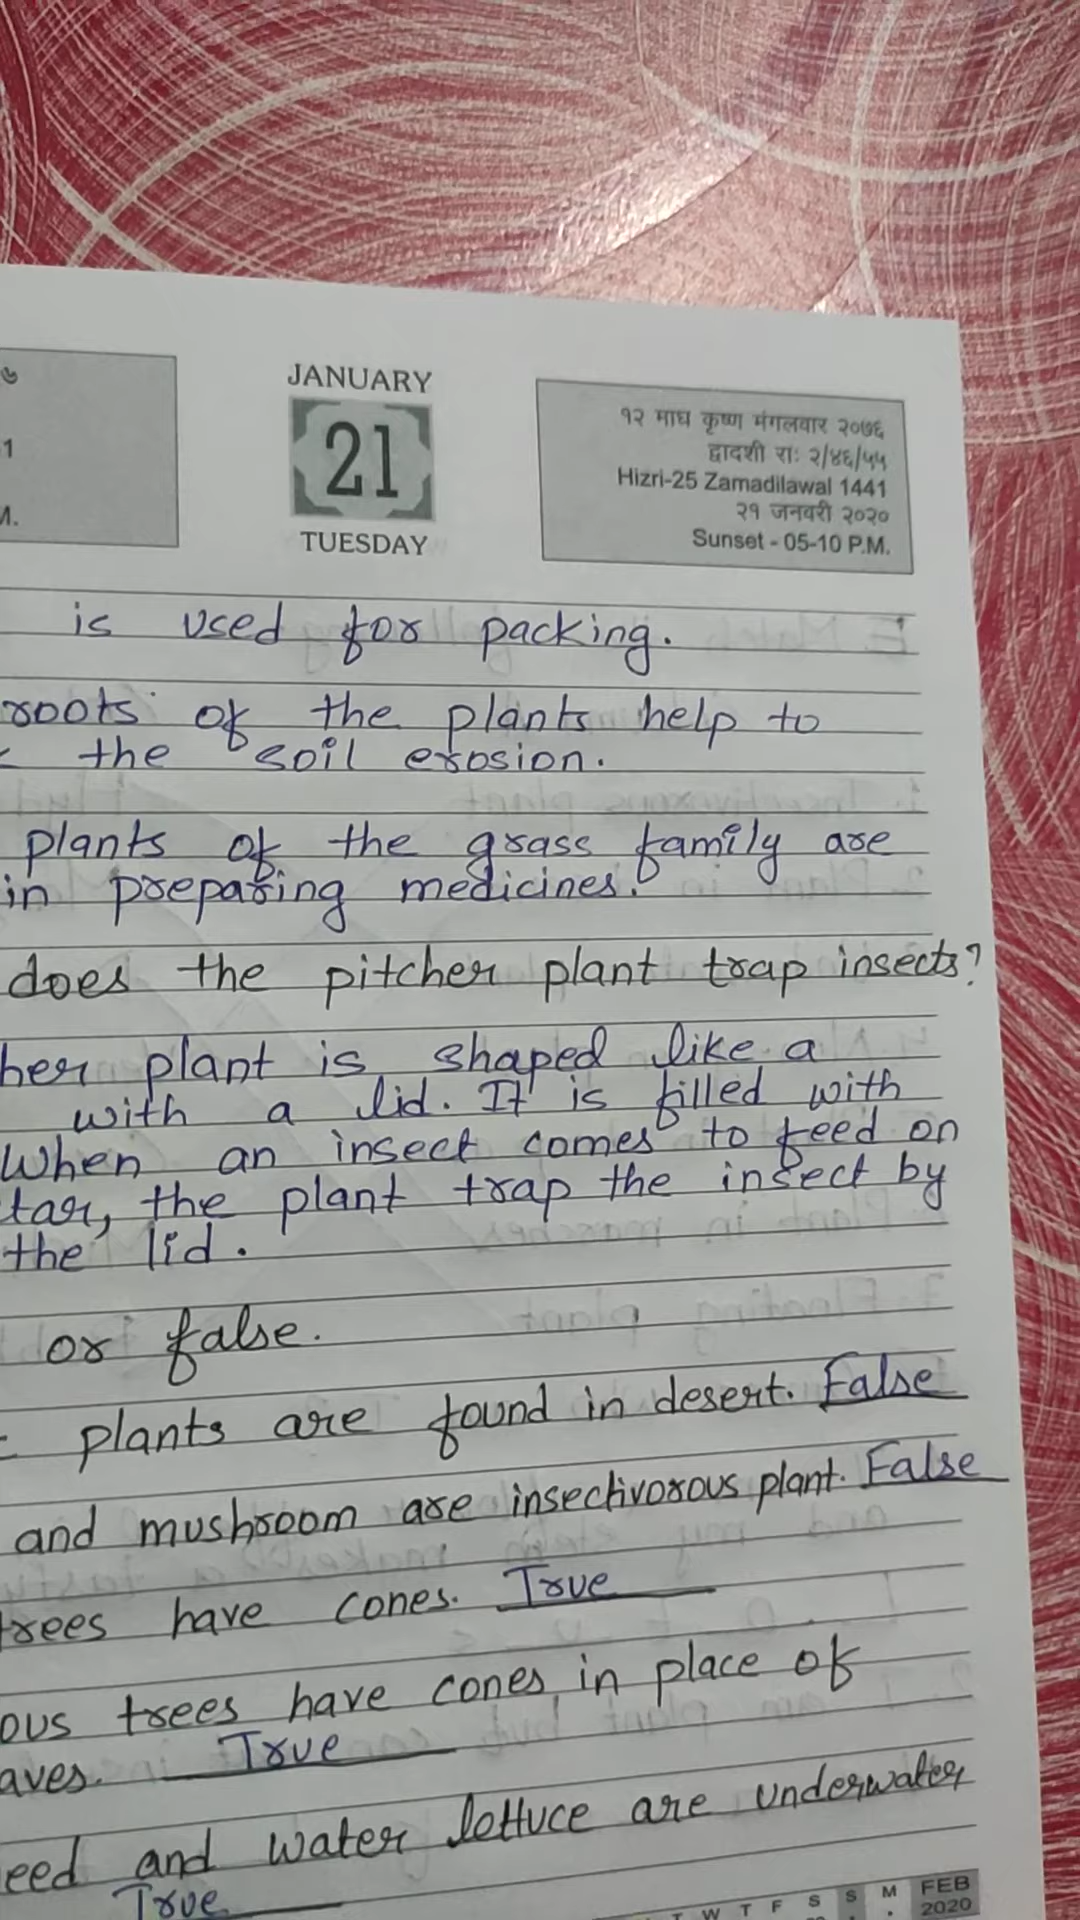 JANUARY
21
TUESDAY
१२ माघ कृष्ण मंगलवार २०७६
द्वादशी राः २/४६/५५
Hizri-25 Zamadilawal 1441
२१ जनवरी २०२०
Sunset - 05-10 P.M.
1
M.
is used for packing.
roots of the plants help to
the soil erosion.
plants of the grass family are
in preparing medicines.
does the pitcher plant trap insects?
her plant is shaped like a
with a lid. It is filled with
When an insect comes to feed on
tar, the plant trap the insect by
the lid.
or false.
plants are found in desert. False
and mushroom are insectivorous plant. False
trees have cones. True
ous trees have cones in place of
aves. True
eed and water lettuce are underwater
True
T W T F S S M FEB
2020